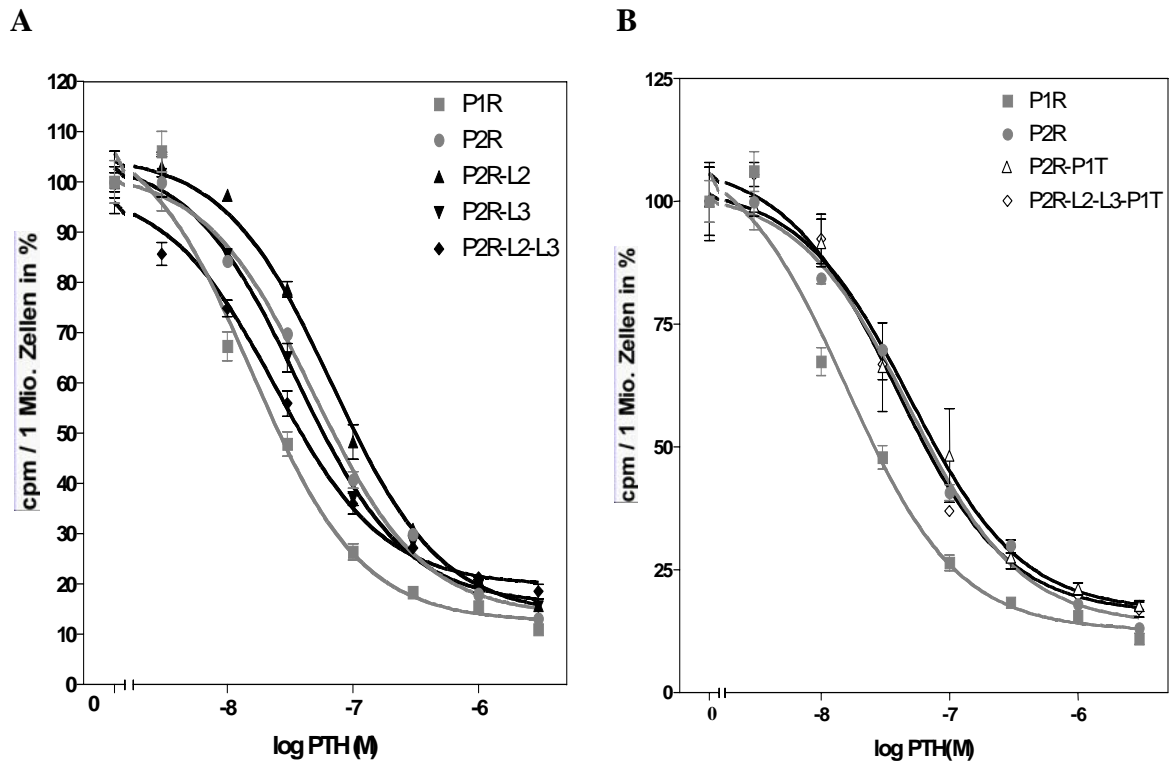 A
120
110
100
90
80
70
60
50
40
30
20
10
0
0
-8
-7
-6
cpm / 1 Mio. Zellen in %
log PTH (M)
P1R
P2R
P2R-L2
P2R-L3
P2R-L2-L3
B
125
100
75
50
25
0
0
-8
-7
-6
cpm / 1 Mio. Zellen in %
log PTH(M)
P1R
P2R
P2R-P1T
P2R-L2-L3-P1T